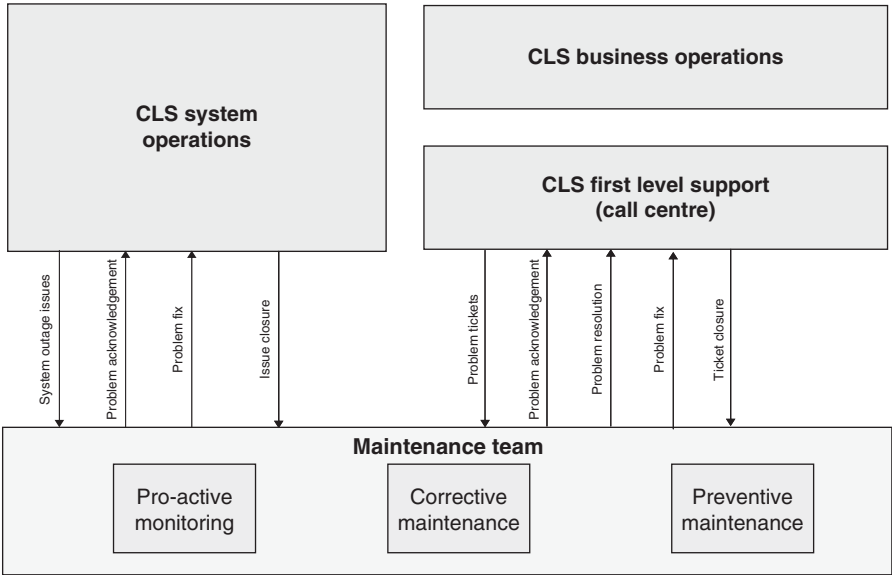 CLS system
operations
CLS business operations
CLS first level support
(call centre)
System outage issues
Problem acknowledgement
Problem fix
Issue closure
Problem tickets
Problem acknowledgement
Problem resolution
Problem fix
Ticket closure
Maintenance team
Pro-active
monitoring
Corrective
maintenance
Preventive
maintenance